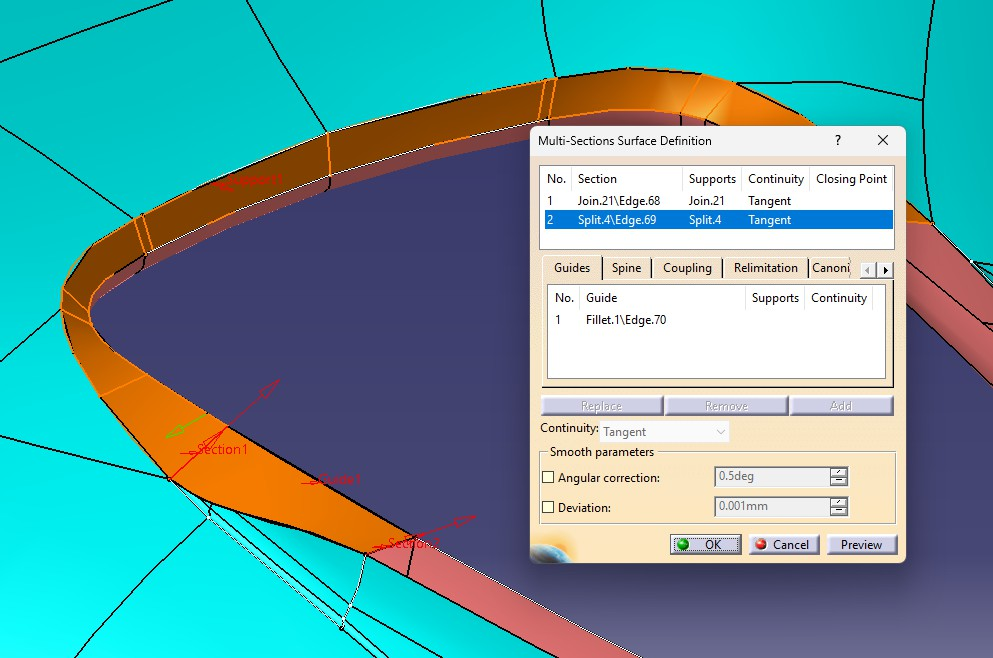 Multi-Sections Surface Definition ? ×
No. Section Supports Continuity Closing Point
1 Join.21\Edge.68 Join.21 Tangent
2 Split.4\Edge.69 Split.4 Tangent
Guides Spine Coupling Relimitation Canoni
No. Guide Supports Continuity
1 Fillet.1\Edge.70
Replace Remove Add
Continuity: Tangent
Smooth parameters
Angular correction: 0.5deg
Deviation: 0.001mm
OK Cancel Preview
Section1
Guide1
Section2